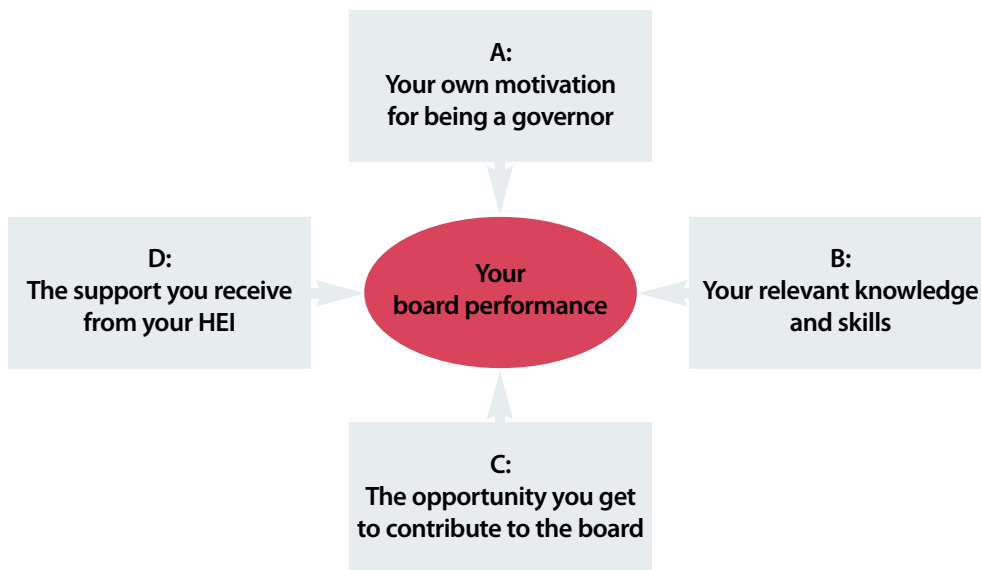 A:
Your own motivation
for being a governor
D:
The support you receive
from your HEI
Your
board performance
B:
Your relevant knowledge
and skills
C:
The opportunity you get
to contribute to the board